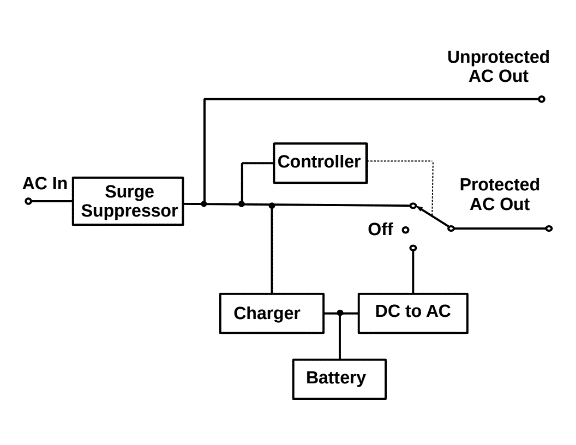 Unprotected
AC Out
Controller
AC In
Surge
Suppressor
Protected
AC Out
Off
Charger
DC to AC
Battery